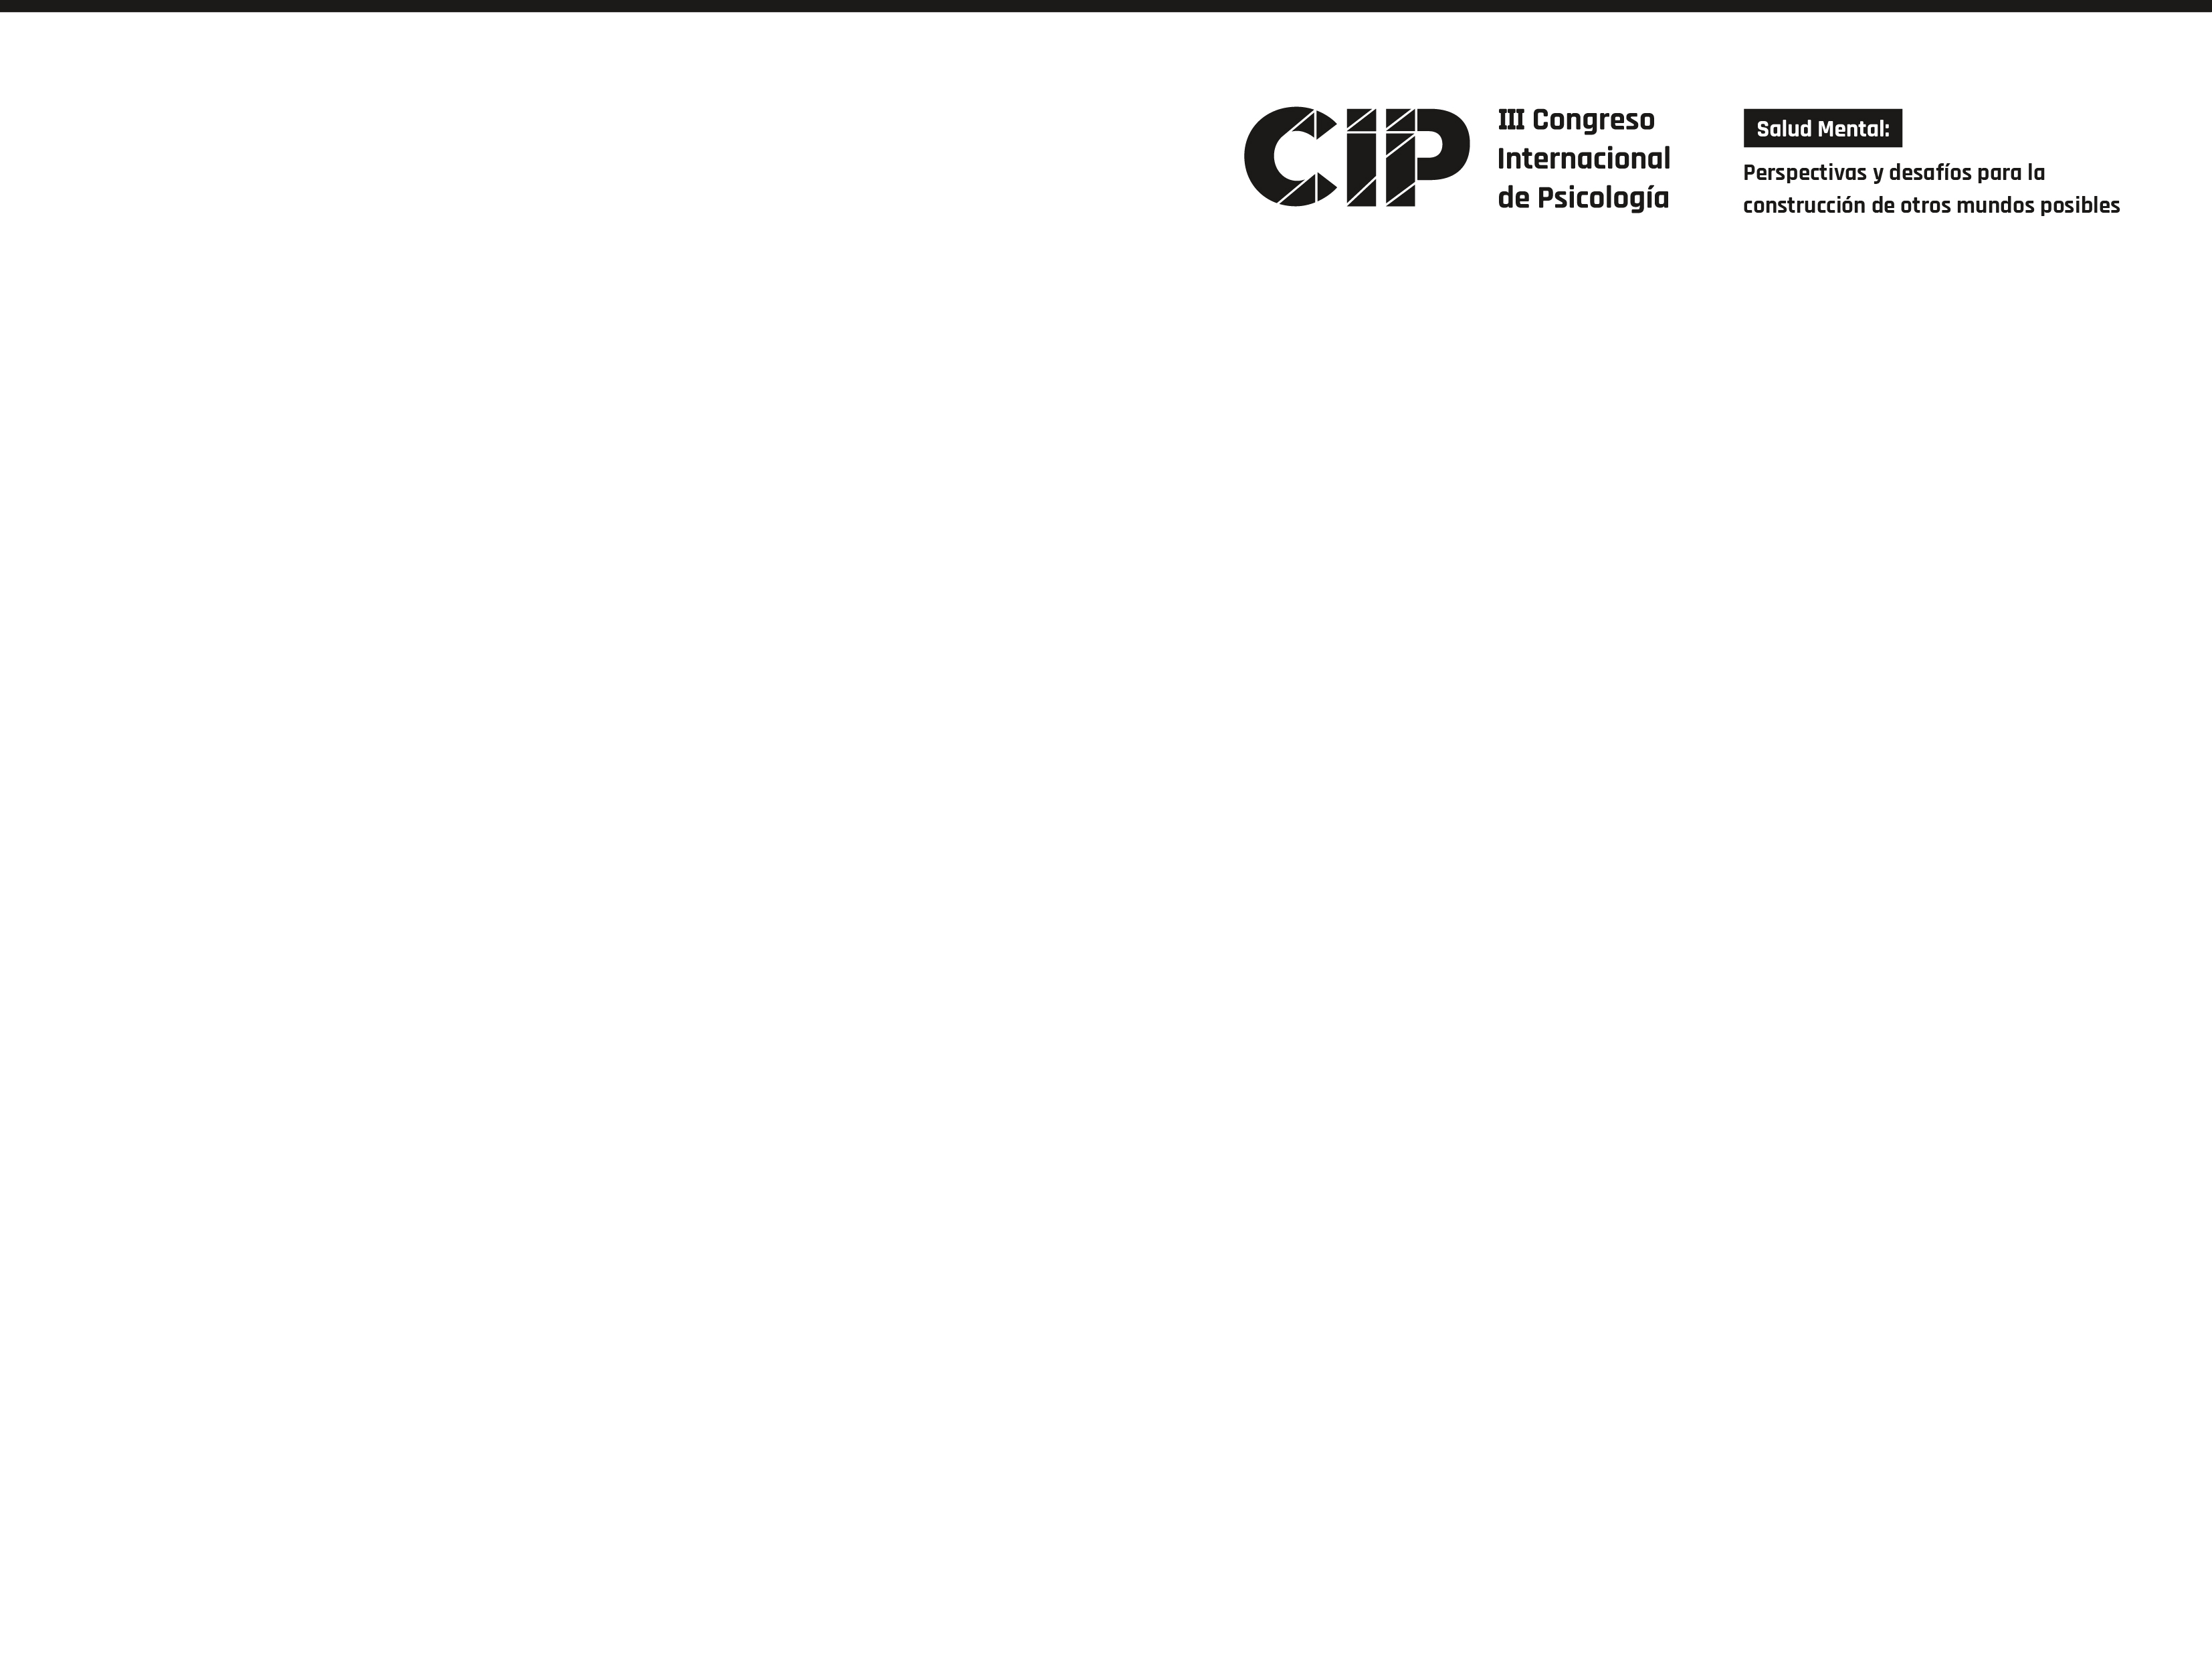 CIP
III Congreso
Internacional
de Psicología
Salud Mental:
Perspectivas y desafíos para la
construcción de otros mundos posibles